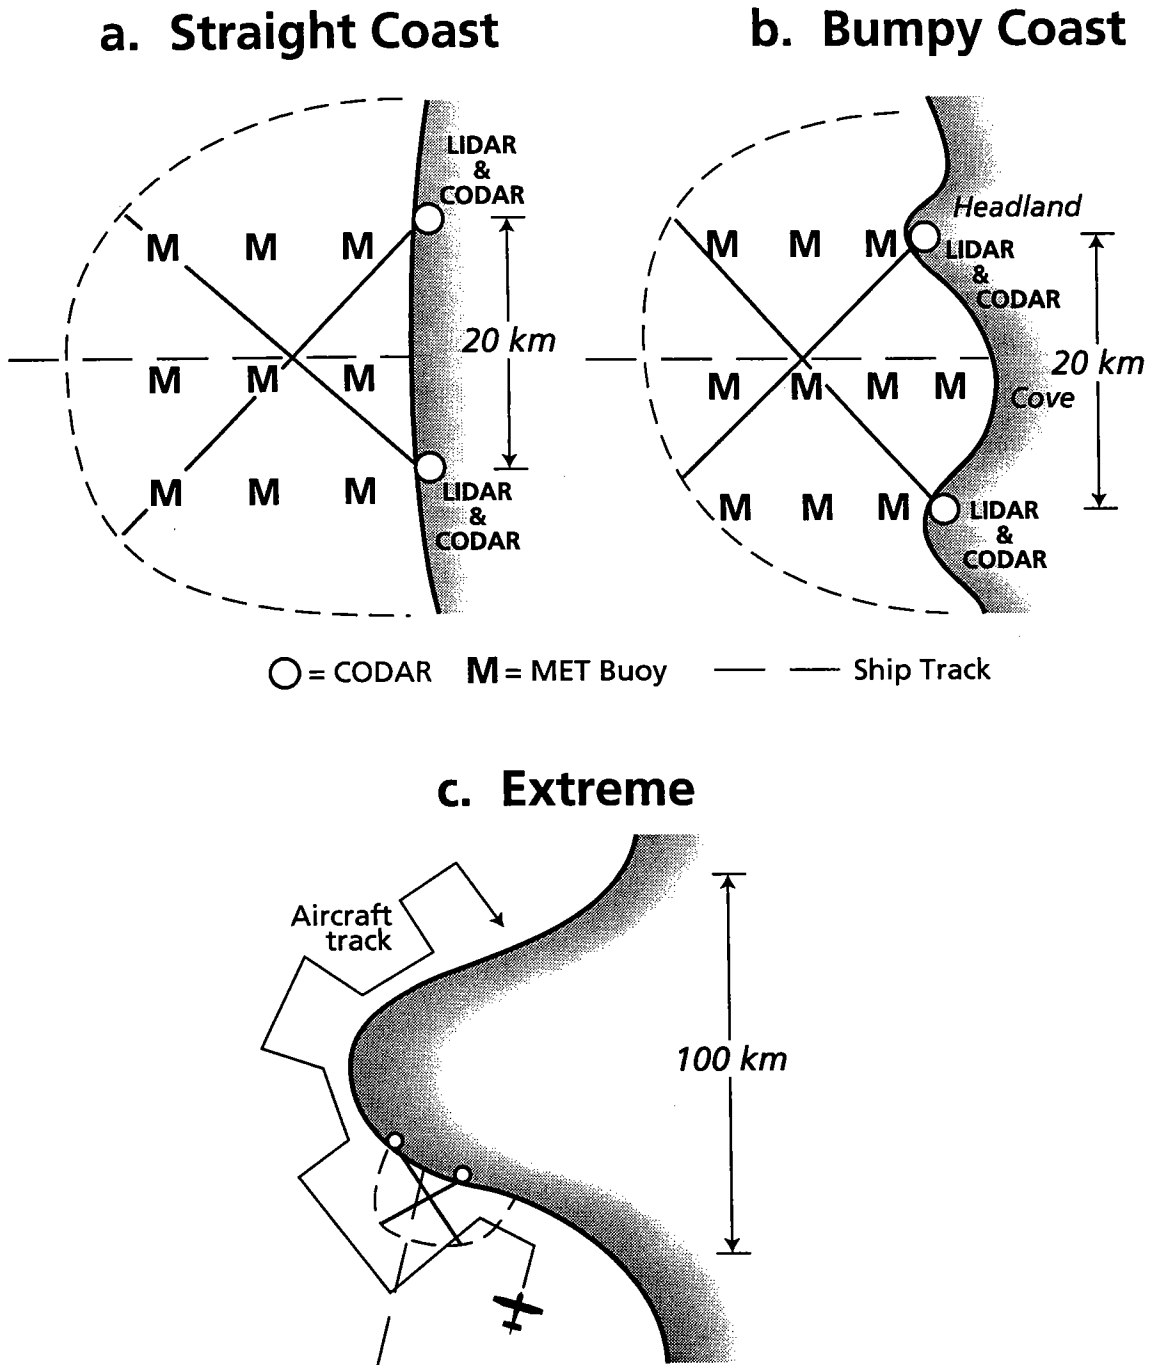 a. Straight Coast
LIDAR
&
CODAR
M M M
20 km
M M M
M M M
LIDAR
&
CODAR
b. Bumpy Coast
Headland
M M M
LIDAR
&
CODAR
20 km
M M M M
Cove
M M M
LIDAR
&
CODAR
= CODAR M = MET Buoy Ship Track
c. Extreme
Aircraft
track
100 km